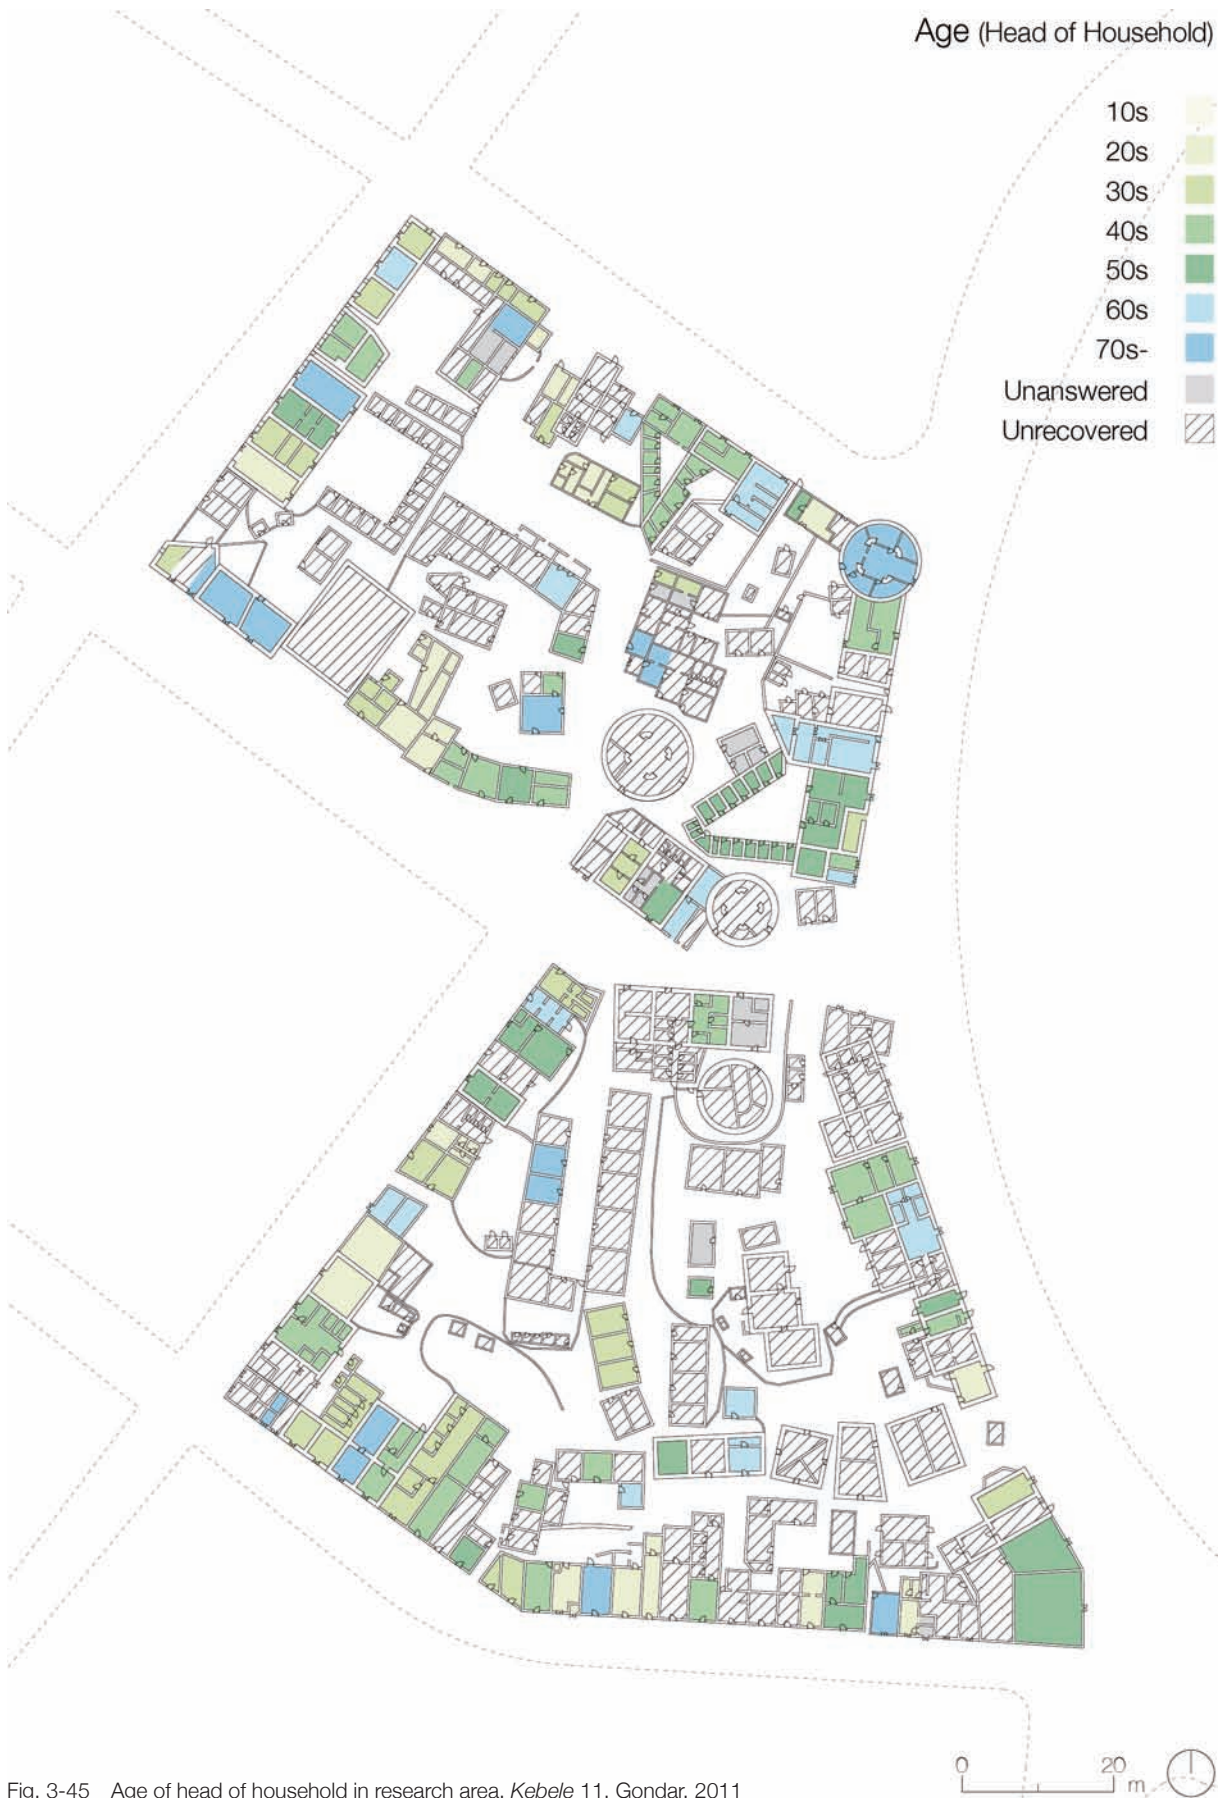 Age (Head of Household)
10s
20s
30s
40s
50s
60s
70s-
Unanswered
Unrecovered
0 20 m
Fig. 3-45 Age of head of household in research area, Kebele 11, Gondar, 2011